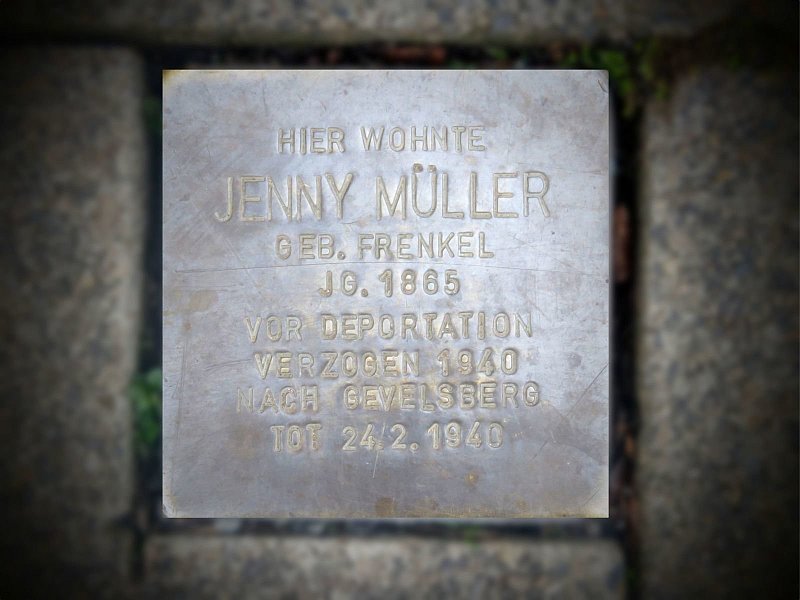 HIER WOHNTE
JENNY MÜLLER
GEB. FRENKEL
JG. 1865
VOR DEPORTATION
VERZOGEN 1940
NACH GEVELSBERG
TOT 24.2.1940